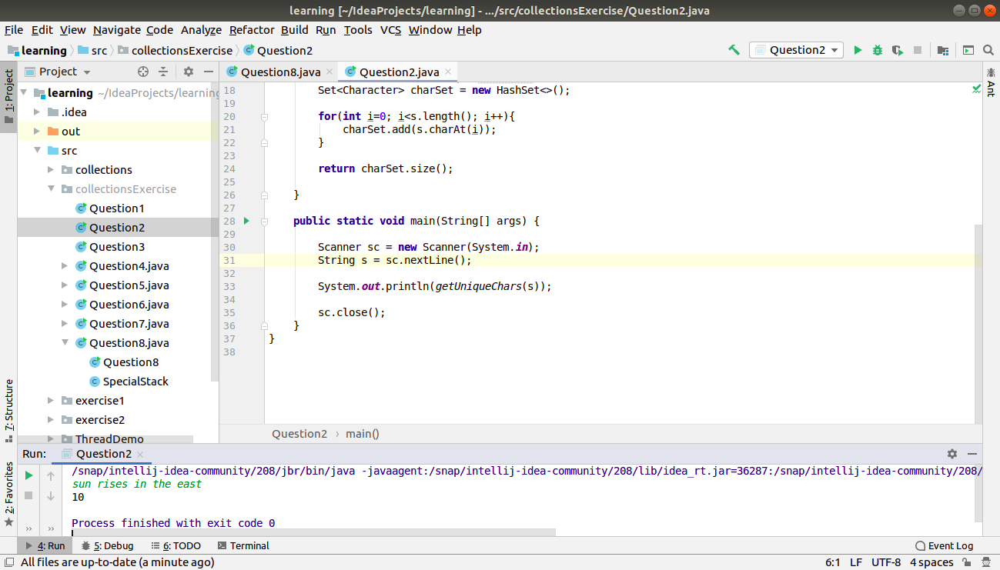 learning [~/IdeaProjects/learning] - .../src/collectionsExercise/Question2.java
File Edit View Navigate Code Analyze Refactor Build Run Tools VCS Window Help
learning src collectionsExercise Question2
Question2
1: Project
7: Structure
2: Favorites
Project
learning ~/IdeaProjects/learning
.idea
out
src
collections
collectionsExercise
Question1
Question2
Question3
Question4.java
Question5.java
Question6.java
Question7.java
Question8.java
Question8
SpecialStack
exercise1
exercise2
ThreadDemo
Question8.java Question2.java
18 Set<Character> charSet = new HashSet<>();
19
20 for(int i=0; i<s.length(); i++){
21 charSet.add(s.charAt(i));
22 }
23
24 return charSet.size();
25
26 }
27
28 public static void main(String[] args) {
29
30 Scanner sc = new Scanner(System.in);
31 String s = sc.nextLine();
32
33 System.out.println(getUniqueChars(s));
34
35 sc.close();
36 }
37 }
38
Question2 › main()
Ant
Run: Question2
/snap/intellij-idea-community/208/jbr/bin/java -javaagent:/snap/intellij-idea-community/208/lib/idea_rt.jar=36287:/snap/intellij-idea-community/208/
sun rises in the east
10
Process finished with exit code 0
4: Run 5: Debug 6: TODO Terminal Event Log
All files are up-to-date (a minute ago) 6:1 LF UTF-8 4 spaces